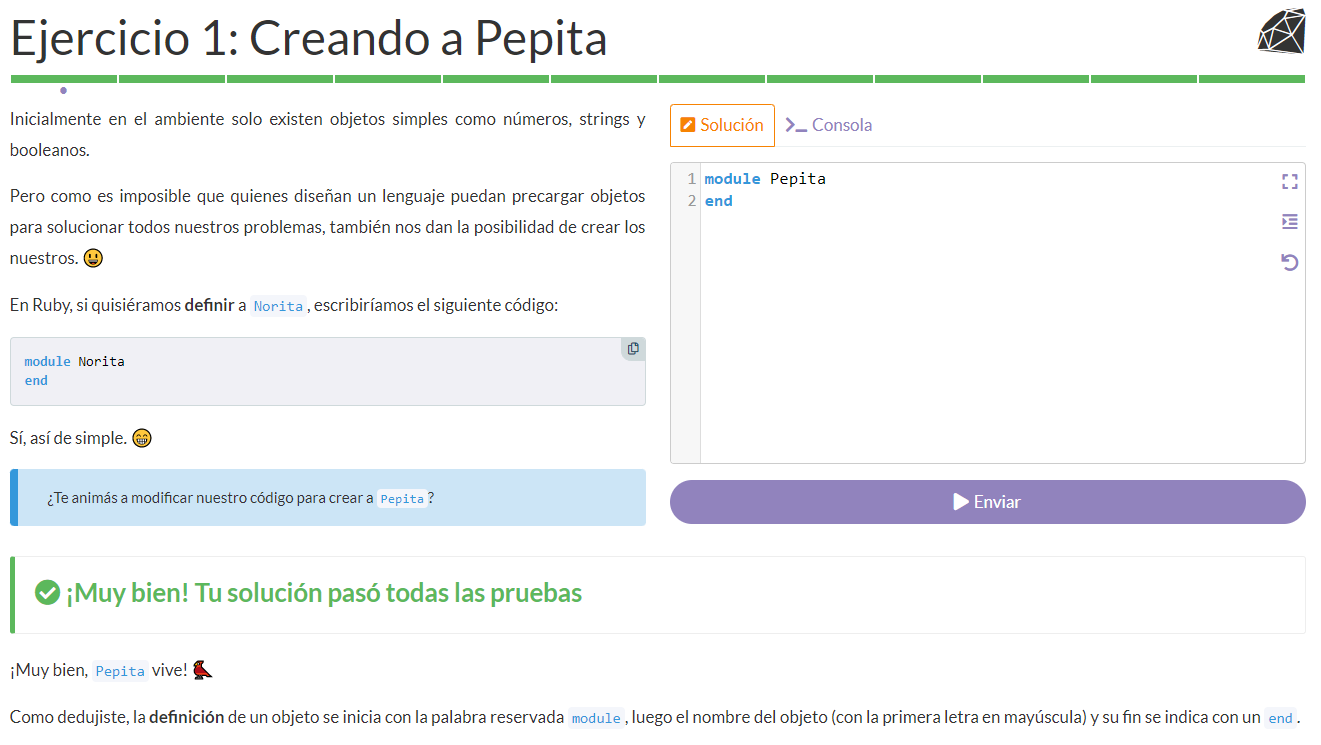 Ejercicio 1: Creando a Pepita
Inicialmente en el ambiente solo existen objetos simples como números, strings y
booleanos.
Pero como es imposible que quienes diseñan un lenguaje puedan precargar objetos
para solucionar todos nuestros problemas, también nos dan la posibilidad de crear los
nuestros. 😃
En Ruby, si quisiéramos definir a Norita, escribiríamos el siguiente código:
module Norita
end
Sí, así de simple. 😁
¿Te animás a modificar nuestro código para crear a Pepita?
Solución
Consola
1 module Pepita
2 end
Enviar
¡Muy bien! Tu solución pasó todas las pruebas
¡Muy bien, Pepita vive!
Como dedujiste, la definición de un objeto se inicia con la palabra reservada module, luego el nombre del objeto (con la primera letra en mayúscula) y su fin se indica con un end.